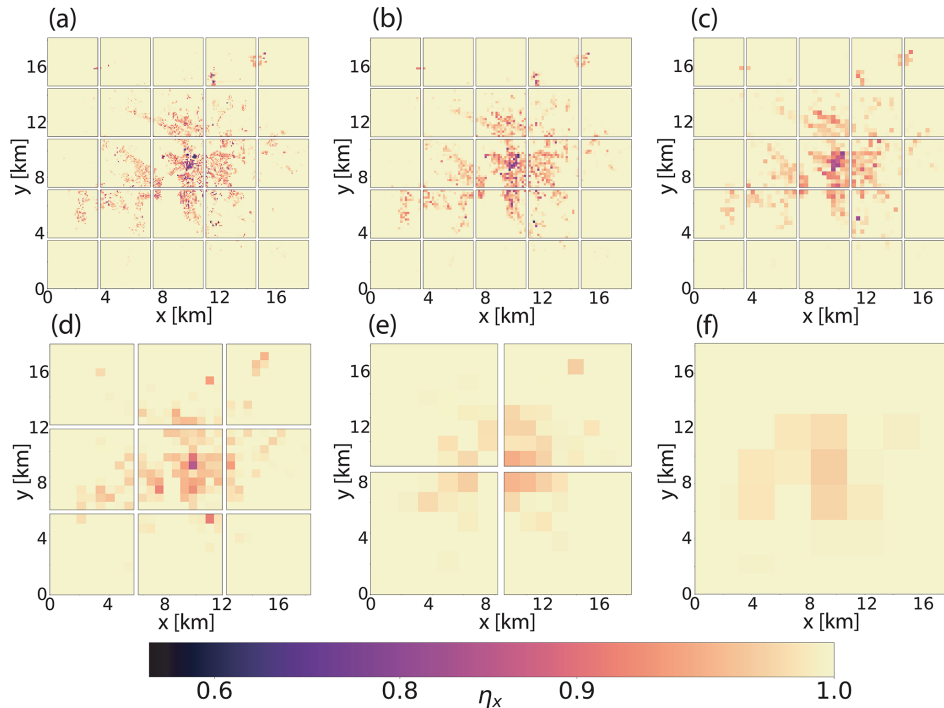 (a) (b) (c)
16 16 16
12 12 12
y [km] y [km] y [km]
8 8 8
4 4 4
0 0 0
0 4 8 12 16 0 4 8 12 16 0 4 8 12 16
x [km] x [km] x [km]
(d) (e) (f)
16 16 16
12 12 12
y [km] y [km] y [km]
8 8 8
4 4 4
0 0 0
0 4 8 12 16 0 4 8 12 16 0 4 8 12 16
x [km] x [km] x [km]
0.6 0.8 0.9 1.0
ηₓ